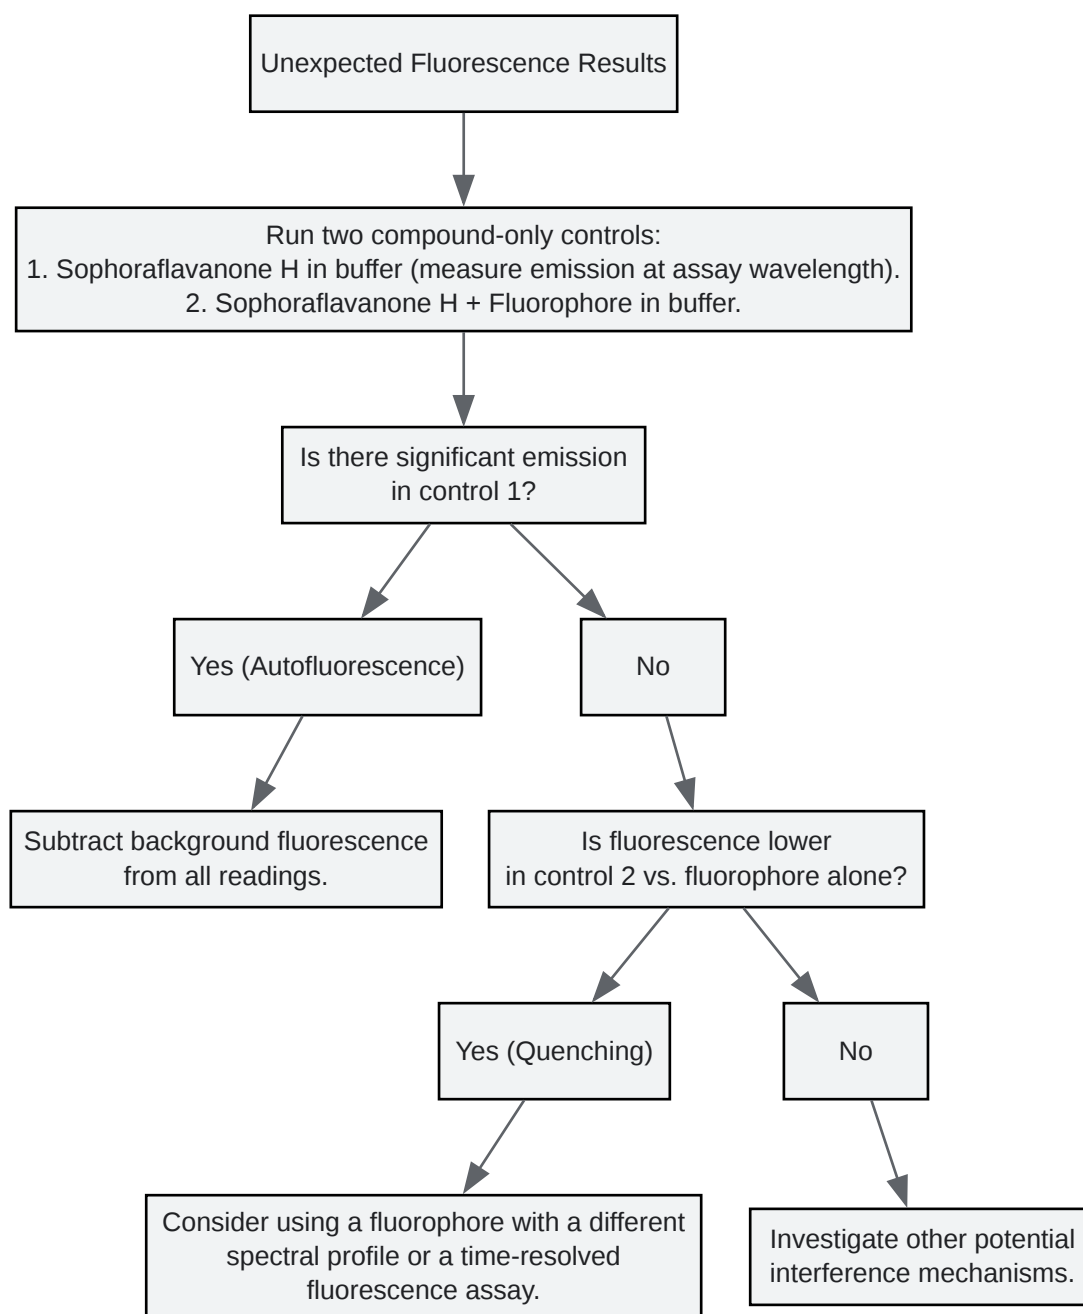 Unexpected Fluorescence Results
Run two compound-only controls:
1. Sophoraflavanone H in buffer (measure emission at assay wavelength).
2. Sophoraflavanone H + Fluorophore in buffer.
Is there significant emission
in control 1?
Yes (Autofluorescence)
No
Subtract background fluorescence
from all readings.
Is fluorescence lower
in control 2 vs. fluorophore alone?
Yes (Quenching)
No
Consider using a fluorophore with a different
spectral profile or a time-resolved
fluorescence assay.
Investigate other potential
interference mechanisms.